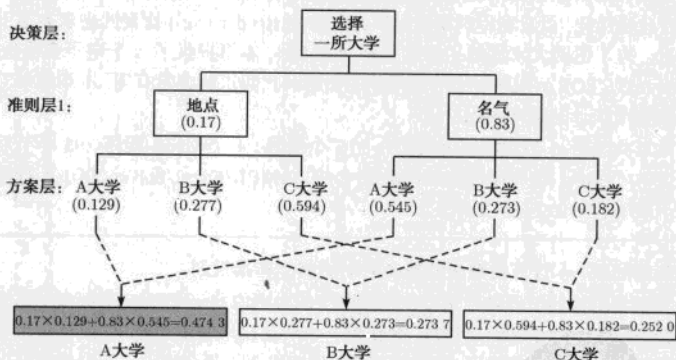 决策层:
选择
一所大学
准则层1:
地点
(0.17)
名气
(0.83)
方案层:
A大学
(0.129)
B大学
(0.277)
C大学
(0.594)
A大学
(0.545)
B大学
(0.273)
C大学
(0.182)
0.17×0.129+0.83×0.545=0.474 3
0.17×0.277+0.83×0.273=0.273 7
0.17×0.594+0.83×0.182=0.252 0
A大学
B大学
C大学